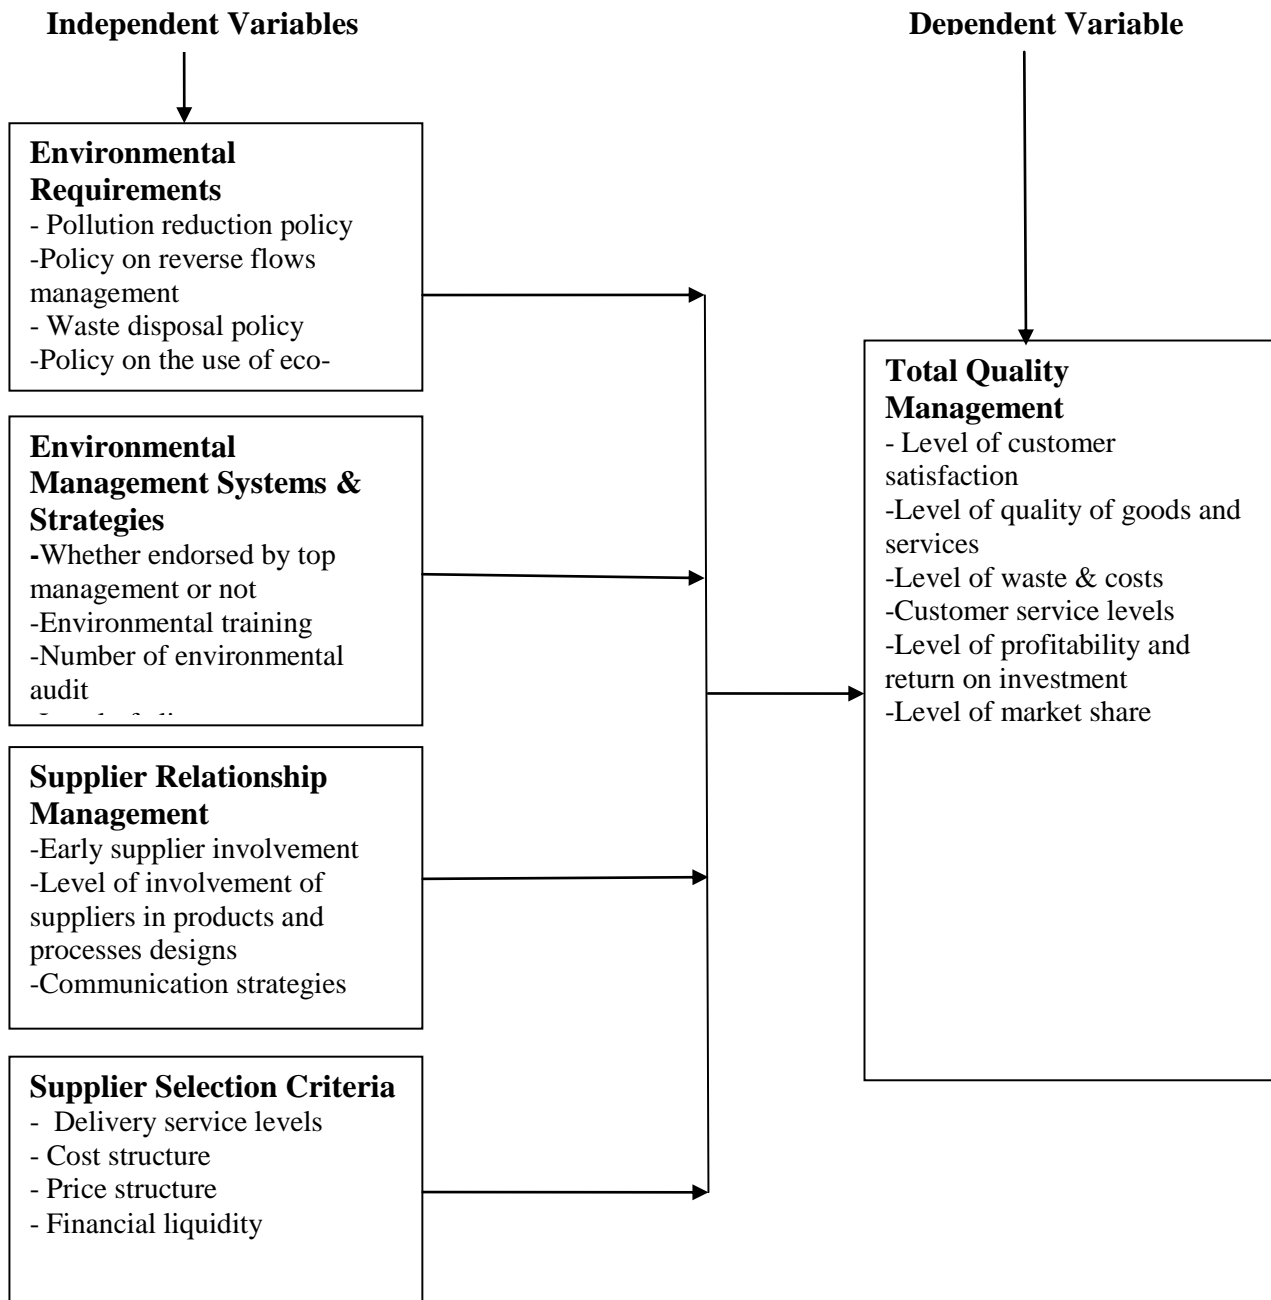 Independent Variables
Dependent Variable
Environmental
Requirements
- Pollution reduction policy
-Policy on reverse flows
management
- Waste disposal policy
-Policy on the use of eco-
Environmental
Management Systems &
Strategies
-Whether endorsed by top
management or not
-Environmental training
-Number of environmental
audit
Supplier Relationship
Management
-Early supplier involvement
-Level of involvement of
suppliers in products and
processes designs
-Communication strategies
Supplier Selection Criteria
-  Delivery service levels
- Cost structure
- Price structure
- Financial liquidity
Total Quality
Management
- Level of customer
satisfaction
-Level of quality of goods and
services
-Level of waste & costs
-Customer service levels
-Level of profitability and
return on investment
-Level of market share